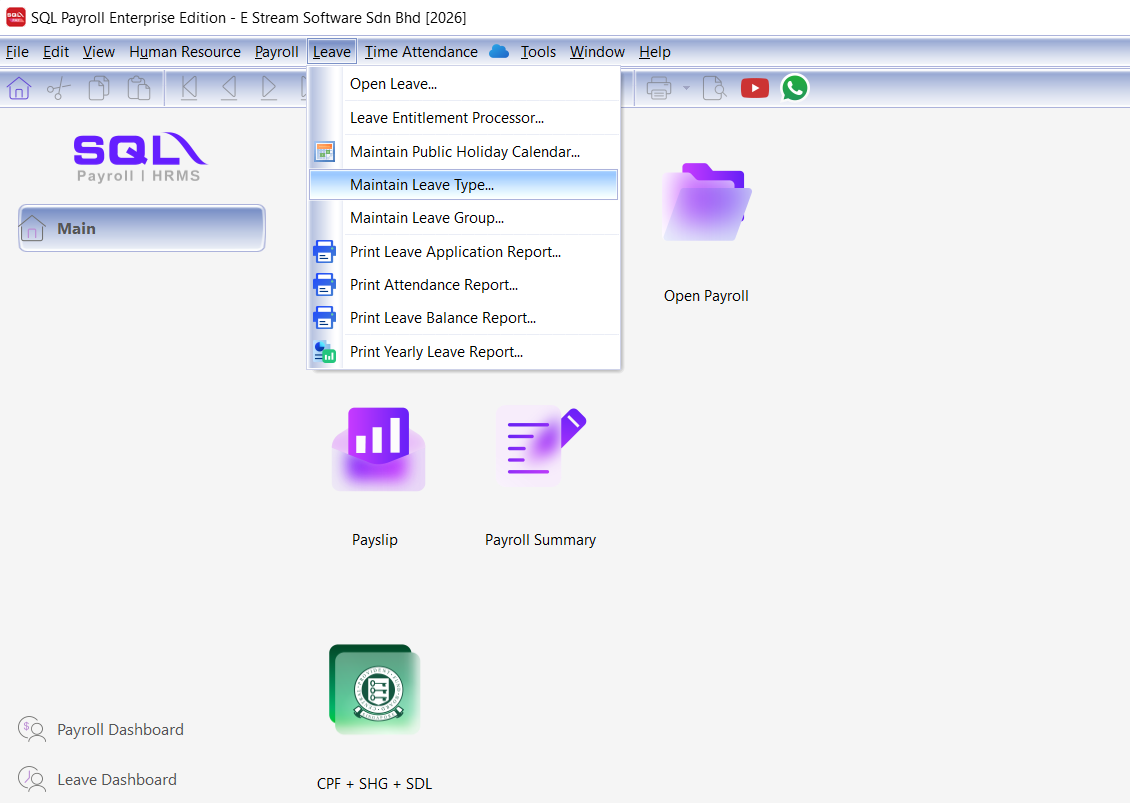 SQL Payroll Enterprise Edition - E Stream Software Sdn Bhd [2026]
File Edit View Human Resource Payroll Leave Time Attendance Tools Window Help
Open Leave...
Leave Entitlement Processor...
Maintain Public Holiday Calendar...
Maintain Leave Type...
Maintain Leave Group...
Print Leave Application Report...
Print Attendance Report...
Print Leave Balance Report...
Print Yearly Leave Report...
SQL
Payroll | HRMS
Main
Open Payroll
Payslip
Payroll Summary
Payroll Dashboard
Leave Dashboard
CPF + SHG + SDL